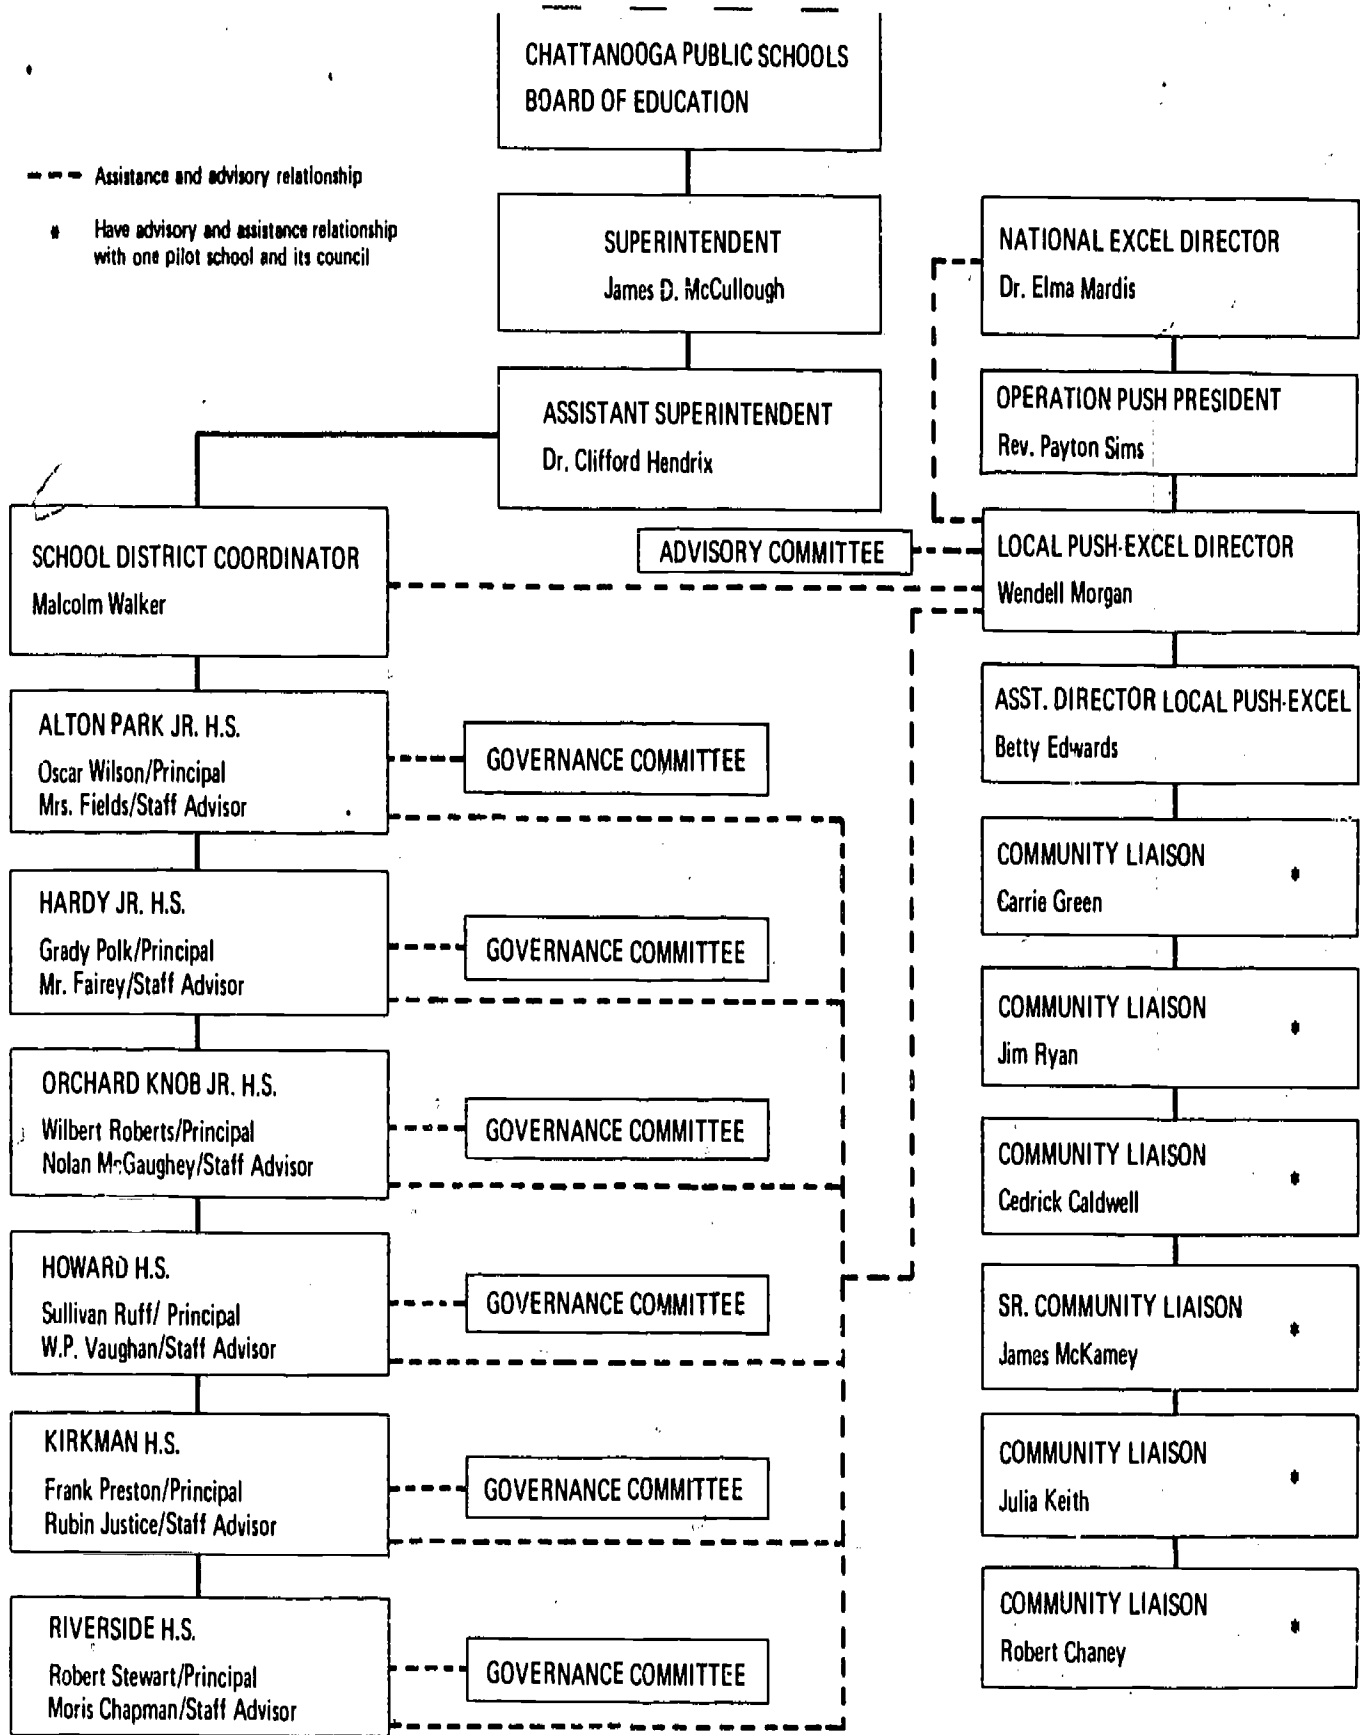 CHATTANOOGA PUBLIC SCHOOLS
BOARD OF EDUCATION
Assistance and advisory relationship
* Have advisory and assistance relationship
with one pilot school and its council
SUPERINTENDENT
James D. McCullough
ASSISTANT SUPERINTENDENT
Dr. Clifford Hendrix
SCHOOL DISTRICT COORDINATOR
Malcolm Walker
ALTON PARK JR. H.S.
Oscar Wilson/Principal
Mrs. Fields/Staff Advisor
GOVERNANCE COMMITTEE
HARDY JR. H.S.
Grady Polk/Principal
Mr. Fairey/Staff Advisor
GOVERNANCE COMMITTEE
ORCHARD KNOB JR. H.S.
Wilbert Roberts/Principal
Nolan McGaughey/Staff Advisor
GOVERNANCE COMMITTEE
HOWARD H.S.
Sullivan Ruff/ Principal
W.P. Vaughan/Staff Advisor
GOVERNANCE COMMITTEE
KIRKMAN H.S.
Frank Preston/Principal
Rubin Justice/Staff Advisor
GOVERNANCE COMMITTEE
RIVERSIDE H.S.
Robert Stewart/Principal
Moris Chapman/Staff Advisor
GOVERNANCE COMMITTEE
NATIONAL EXCEL DIRECTOR
Dr. Elma Mardis
OPERATION PUSH PRESIDENT
Rev. Payton Sims
ADVISORY COMMITTEE
LOCAL PUSH-EXCEL DIRECTOR
Wendell Morgan
ASST. DIRECTOR LOCAL PUSH-EXCEL
Betty Edwards
COMMUNITY LIAISON *
Carrie Green
COMMUNITY LIAISON *
Jim Ryan
COMMUNITY LIAISON *
Cedrick Caldwell
SR. COMMUNITY LIAISON *
James McKamey
COMMUNITY LIAISON *
Julia Keith
COMMUNITY LIAISON *
Robert Chaney